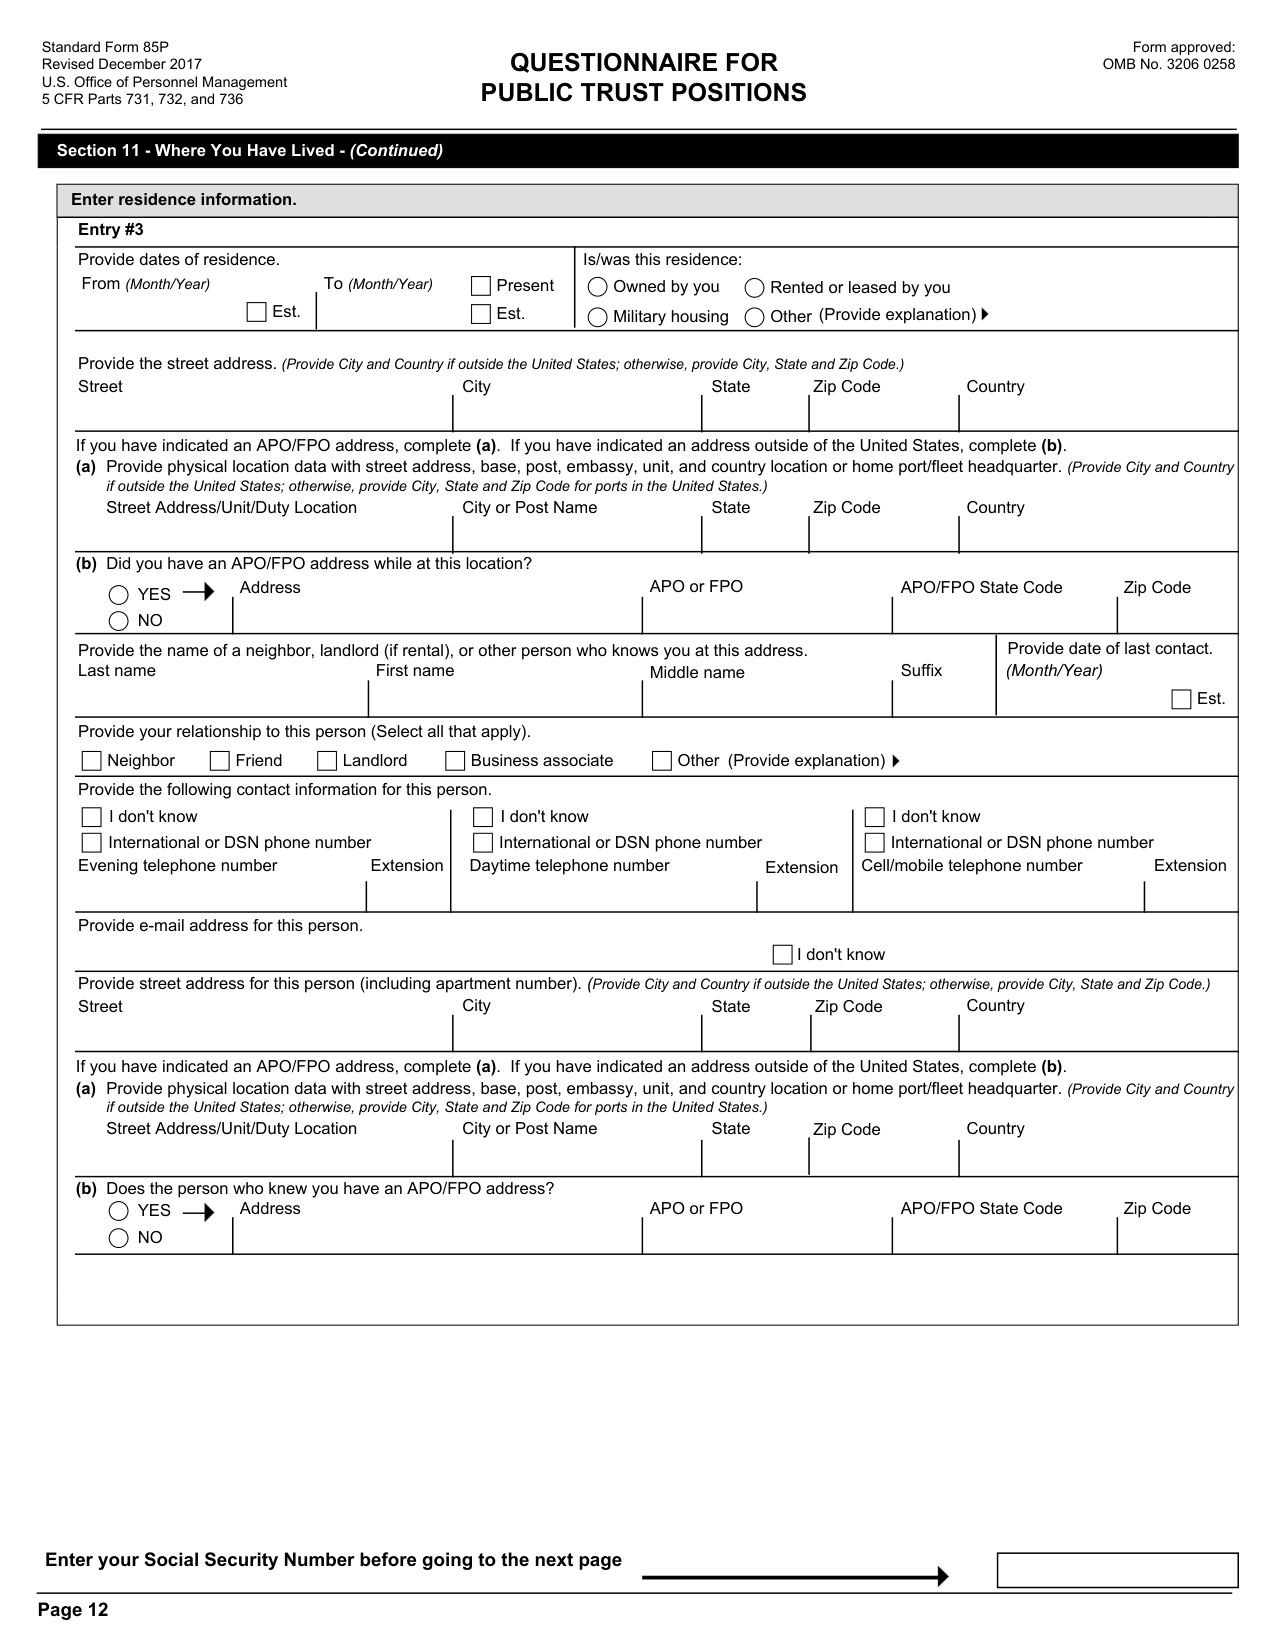 Standard Form 85P
Revised December 2017
U.S. Office of Personnel Management
5 CFR Parts 731, 732, and 736
QUESTIONNAIRE FOR
PUBLIC TRUST POSITIONS
Form approved:
OMB No. 3206 0258
Section 11 - Where You Have Lived - (Continued)
Enter residence information.
Entry #3
Provide dates of residence.
From (Month/Year) To (Month/Year) Present
Est. Est.
Is/was this residence:
Owned by you Rented or leased by you
Military housing Other (Provide explanation)
Provide the street address. (Provide City and Country if outside the United States; otherwise, provide City, State and Zip Code.)
Street City State Zip Code Country
If you have indicated an APO/FPO address, complete (a). If you have indicated an address outside of the United States, complete (b).
(a) Provide physical location data with street address, base, post, embassy, unit, and country location or home port/fleet headquarter. (Provide City and Country
if outside the United States; otherwise, provide City, State and Zip Code for ports in the United States.)
Street Address/Unit/Duty Location City or Post Name State Zip Code Country
(b) Did you have an APO/FPO address while at this location?
YES Address APO or FPO APO/FPO State Code Zip Code
NO
Provide the name of a neighbor, landlord (if rental), or other person who knows you at this address.
Last name First name Middle name Suffix
Provide date of last contact.
(Month/Year)
Est.
Provide your relationship to this person (Select all that apply).
Neighbor Friend Landlord Business associate Other (Provide explanation)
Provide the following contact information for this person.
I don't know I don't know I don't know
International or DSN phone number International or DSN phone number International or DSN phone number
Evening telephone number Extension Daytime telephone number Extension Cell/mobile telephone number Extension
Provide e-mail address for this person.
I don't know
Provide street address for this person (including apartment number). (Provide City and Country if outside the United States; otherwise, provide City, State and Zip Code.)
Street City State Zip Code Country
If you have indicated an APO/FPO address, complete (a). If you have indicated an address outside of the United States, complete (b).
(a) Provide physical location data with street address, base, post, embassy, unit, and country location or home port/fleet headquarter. (Provide City and Country
if outside the United States; otherwise, provide City, State and Zip Code for ports in the United States.)
Street Address/Unit/Duty Location City or Post Name State Zip Code Country
(b) Does the person who knew you have an APO/FPO address?
YES Address APO or FPO APO/FPO State Code Zip Code
NO
Enter your Social Security Number before going to the next page
Page 12